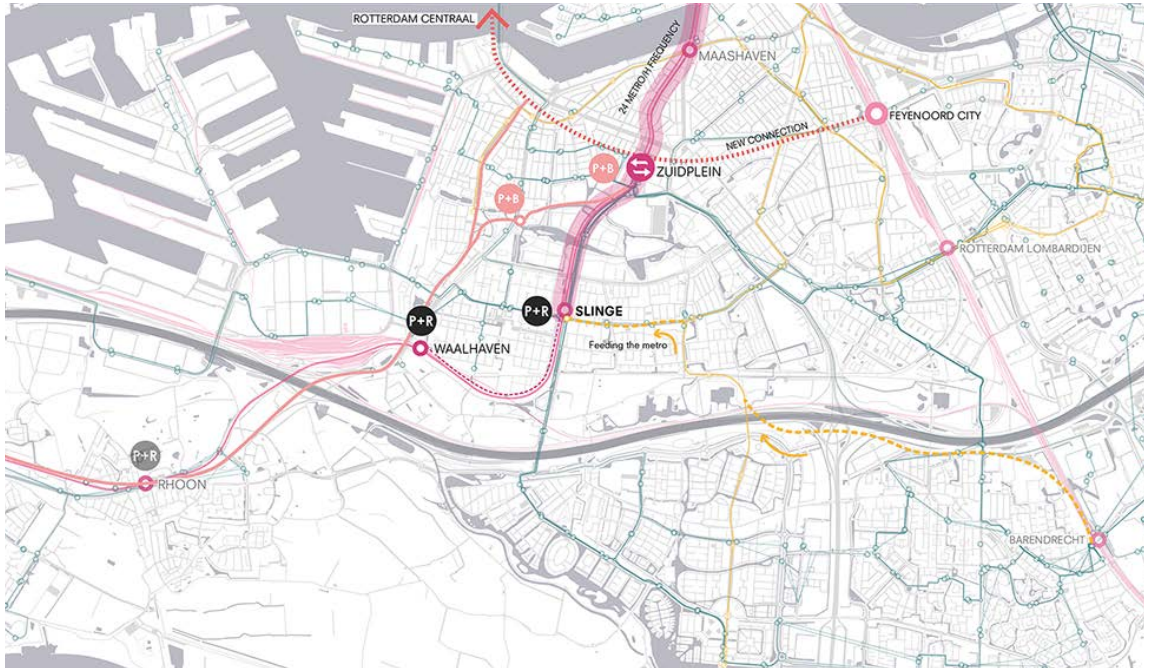 ROTTERDAM CENTRAAL
24 METRO/H FREQUENCY
MAASHAVEN
FEYENOORD CITY
NEW CONNECTION
P+B
ZUIDPLEIN
P+B
ROTTERDAM LOMBARDIJEN
P+R
SLINGE
P+R
Feeding the metro
WAALHAVEN
P+R
RHOON
BARENDRECHT